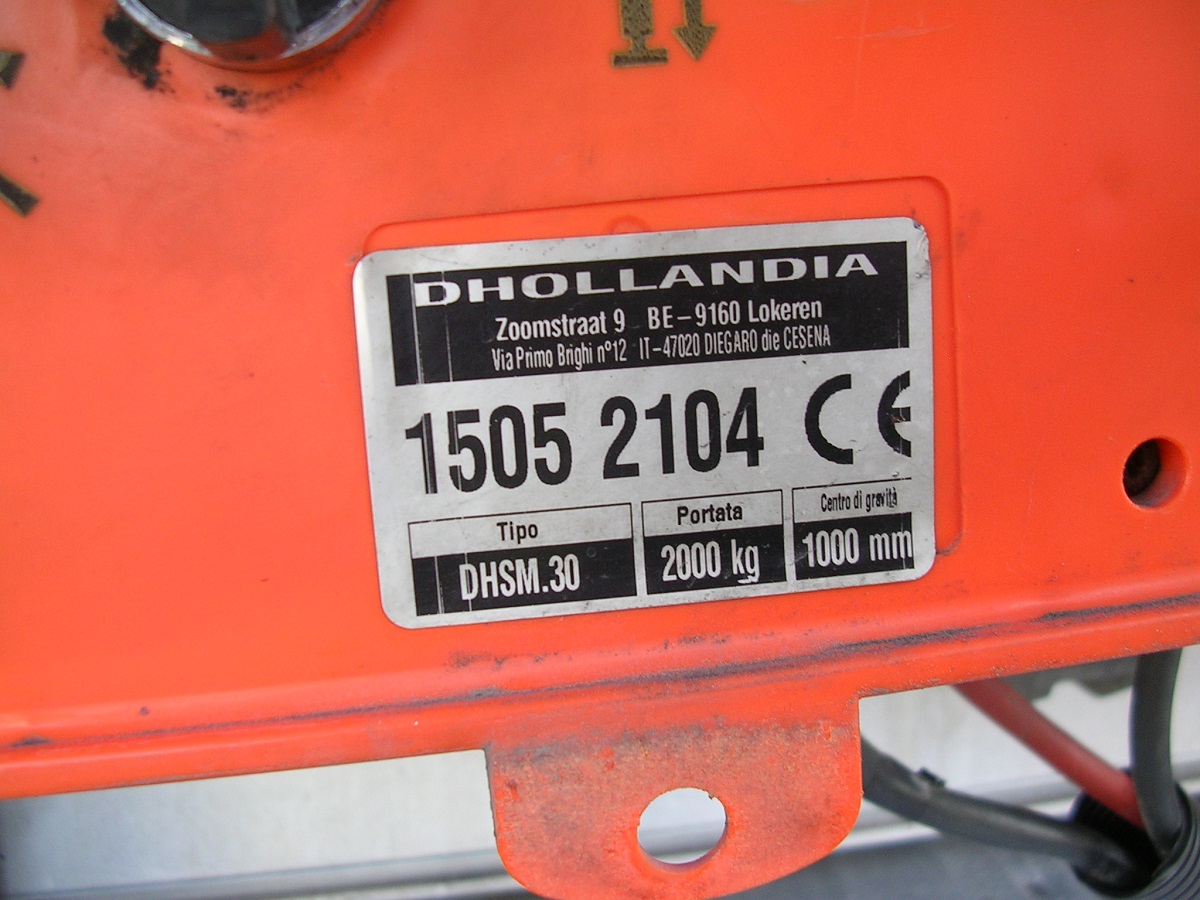 DHOLLANDIA
Zoomstraat 9 BE-9160 Lokeren
Via Primo Brighi n°12 IT-47020 DIEGARO die CESENA
1505 2104 CE
Tipo Portata Centro di gravità
DHSM.30 2000 kg 1000 mm